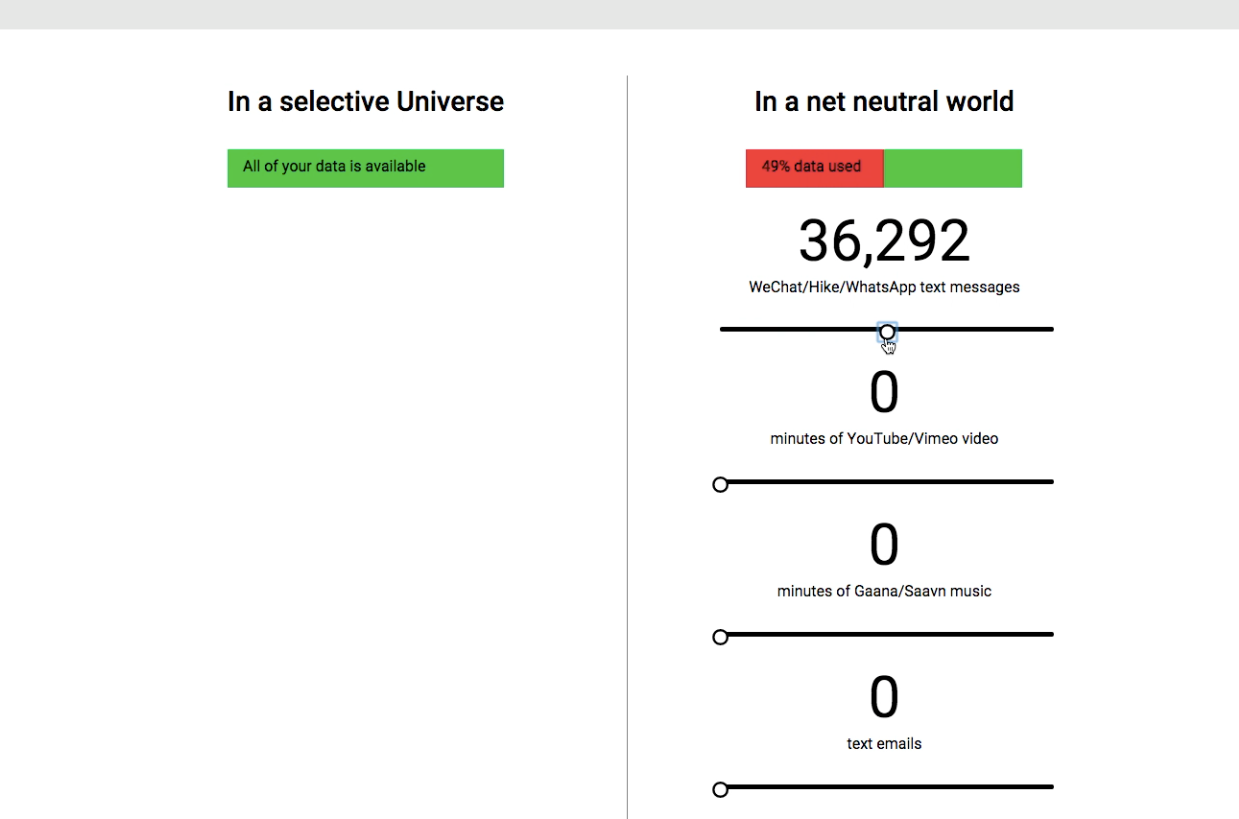 In a selective Universe
All of your data is available
In a net neutral world
49% data used
36,292
WeChat/Hike/WhatsApp text messages
0
minutes of YouTube/Vimeo video
0
minutes of Gaana/Saavn music
0
text emails